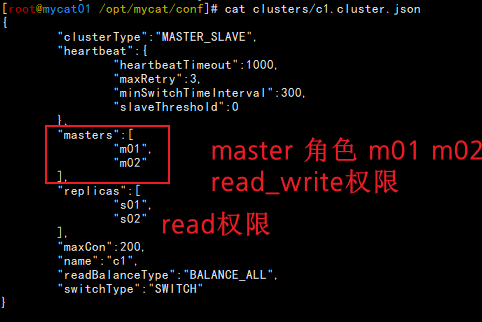 [root@mycat01 /opt/mycat/conf]# cat clusters/c1.cluster.json
{
"clusterType":"MASTER_SLAVE",
"heartbeat":{
"heartbeatTimeout":1000,
"maxRetry":3,
"minSwitchTimeInterval":300,
"slaveThreshold":0
},
"masters":[
"m01",
"m02"
],
master 角色 m01 m02
read_write权限
"replicas":[
"s01",
"s02"
],
read权限
"maxCon":200,
"name":"c1",
"readBalanceType":"BALANCE_ALL",
"switchType":"SWITCH"
}